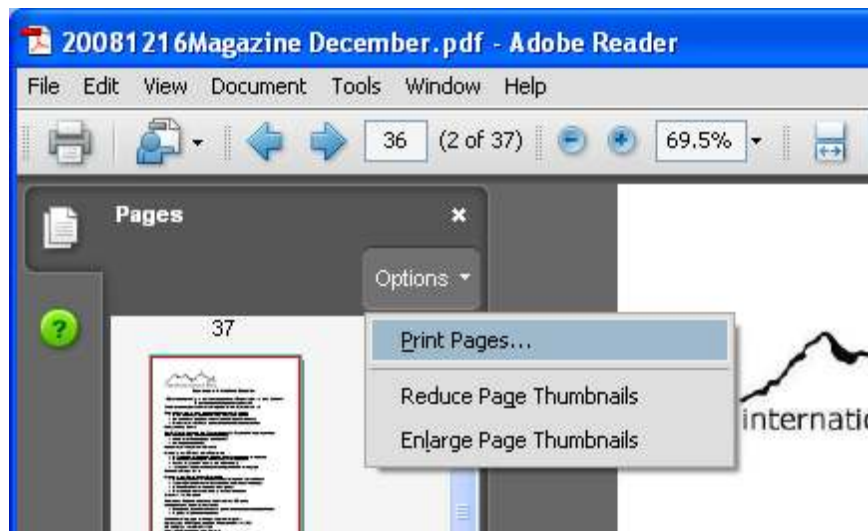 20081216Magazine December.pdf - Adobe Reader
File Edit View Document Tools Window Help
36 (2 of 37) 69.5%
Pages
Options
37
Print Pages...
Reduce Page Thumbnails
Enlarge Page Thumbnails